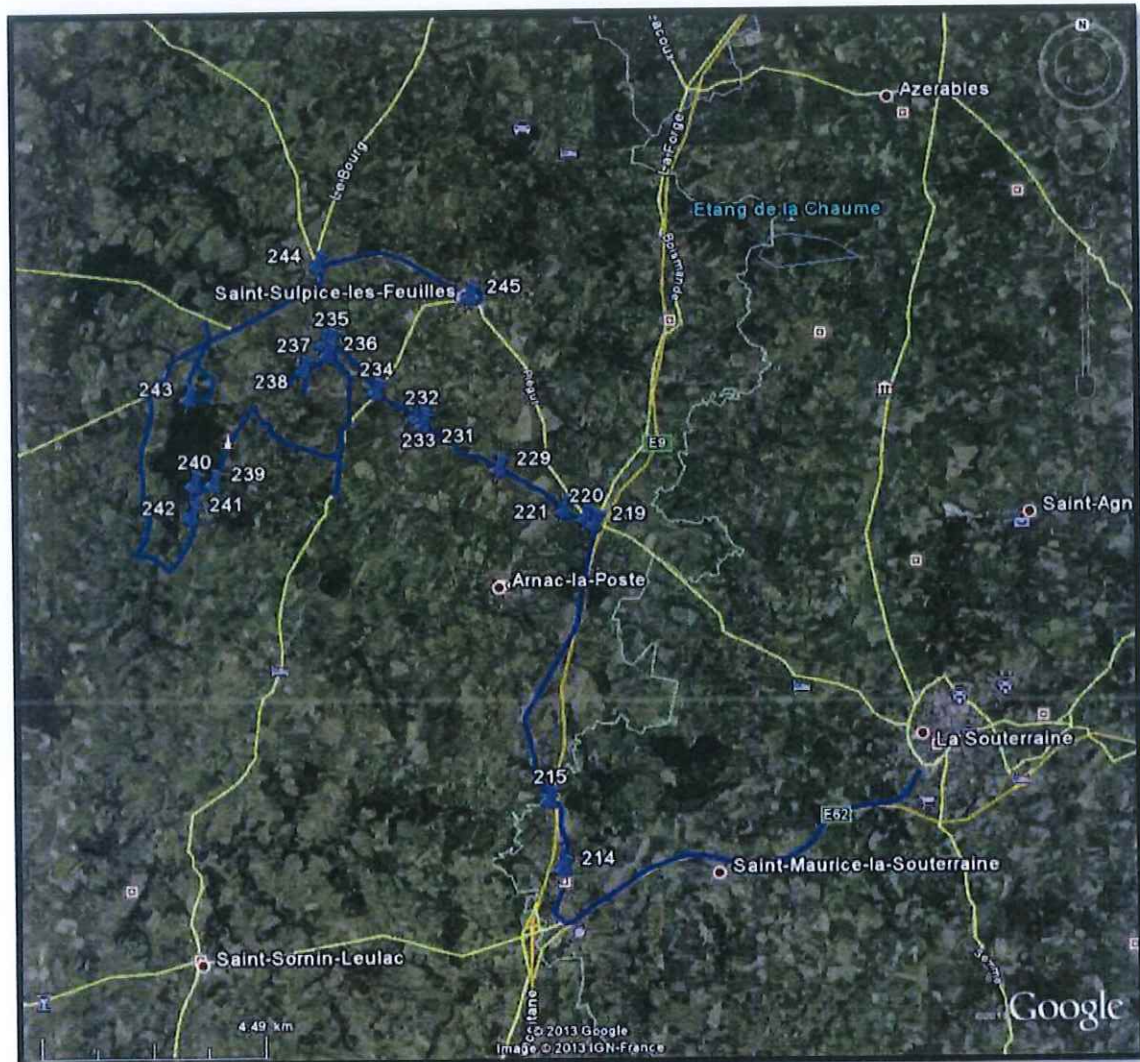 N
Azerables
Le Bourg
La Forge
Etang de la Chaume
Boismandé
244
Saint-Sulpice-les-Feuilles
245
235
237
236
238
234
243
232
233
231
Piégut
229
E9
240
239
242
241
220
221
219
Saint-Agn
Arnac-la-Poste
La Souterraine
215
E62
214
Saint-Maurice-la-Souterraine
Saint-Sornin-Leulac
citane
4.49 km
© 2013 Google
Image © 2013 IGN-France
Google